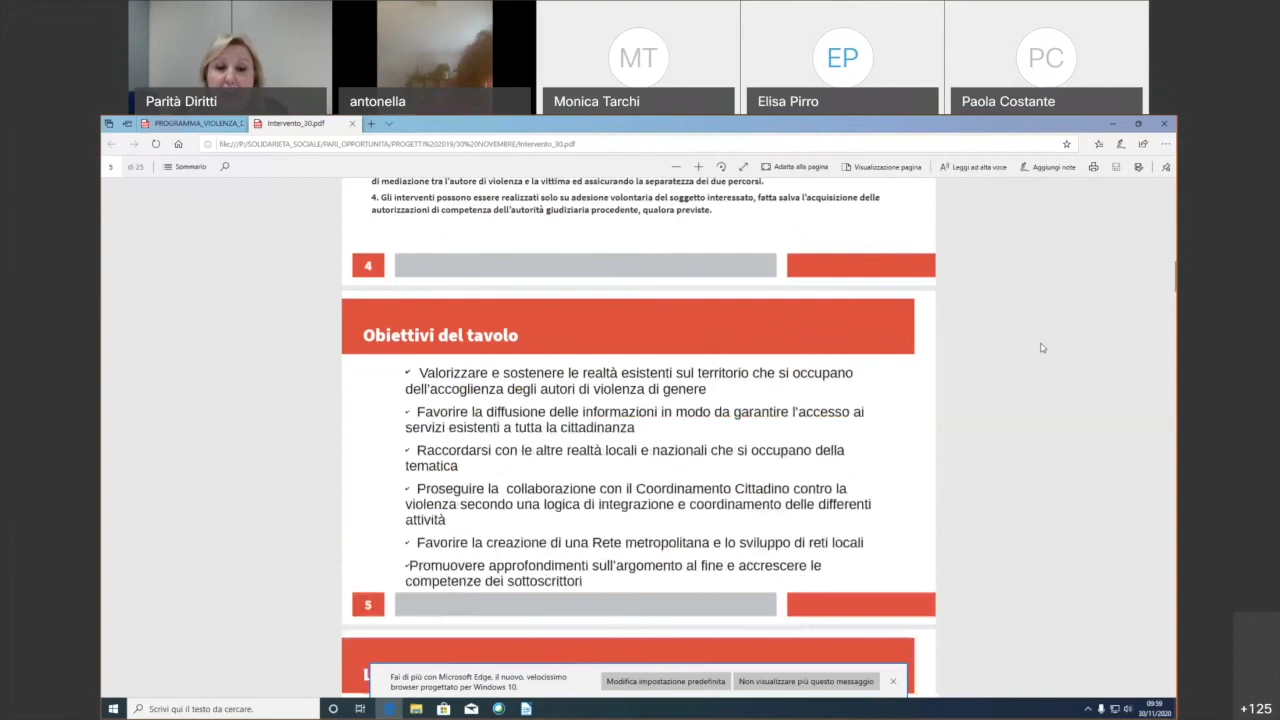 MT
EP
PC
Parità Diritti
antonella
Monica Tarchi
Elisa Pirro
Paola Costante
PROGRAMMA_VIOLENZA_D
Intervento_30.pdf
file:///P:/SOLIDARIETA_SOCIALE/PARI_OPPORTUNITA/PROGETTI%202019/30%20NOVEMBRE/Intervento_30.pdf
5 di 25 Sommario
Adatta alla pagina
Visualizzazione pagina
Leggi ad alta voce
Aggiungi note
di mediazione tra l'autore di violenza e la vittima ed assicurando la separatezza dei due percorsi.
4. Gli interventi possono essere realizzati solo su adesione volontaria del soggetto interessato, fatta salva l'acquisizione delle
autorizzazioni di competenza dell'autorità giudiziaria procedente, qualora previste.
4
Obiettivi del tavolo
Valorizzare e sostenere le realtà esistenti sul territorio che si occupano
dell'accoglienza degli autori di violenza di genere
Favorire la diffusione delle informazioni in modo da garantire l'accesso ai
servizi esistenti a tutta la cittadinanza
Raccordarsi con le altre realtà locali e nazionali che si occupano della
tematica
Proseguire la collaborazione con il Coordinamento Cittadino contro la
violenza secondo una logica di integrazione e coordinamento delle differenti
attività
Favorire la creazione di una Rete metropolitana e lo sviluppo di reti locali
Promuovere approfondimenti sull'argomento al fine e accrescere le
competenze dei sottoscrittori
5
Fai di più con Microsoft Edge, il nuovo, velocissimo
browser progettato per Windows 10.
Modifica impostazione predefinita
Non visualizzare più questo messaggio
Scrivi qui il testo da cercare.
09:59
30/11/2020
+125